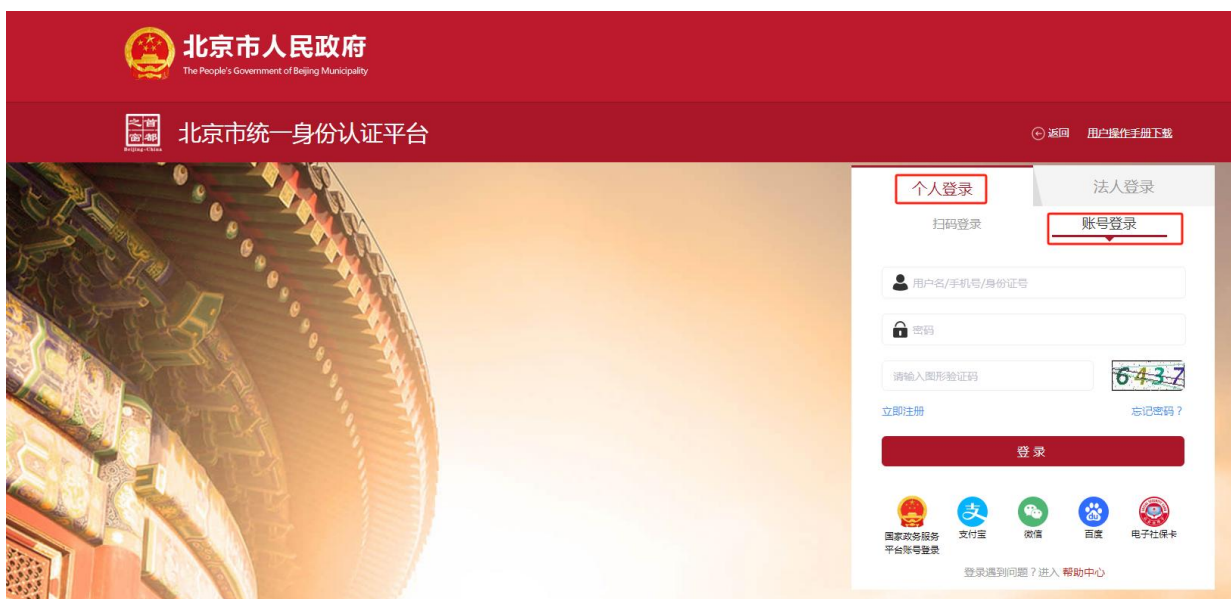 北京市人民政府
The People's Government of Beijing Municipality
首都之窗
Beijing-China
北京市统一身份认证平台
返回 用户操作手册下载
个人登录 法人登录
扫码登录 账号登录
用户名/手机号/身份证号
密码
请输入图形验证码 6437
立即注册 忘记密码？
登 录
国家政务服务 支付宝 微信 百度 电子社保卡
平台账号登录
登录遇到问题？进入 帮助中心